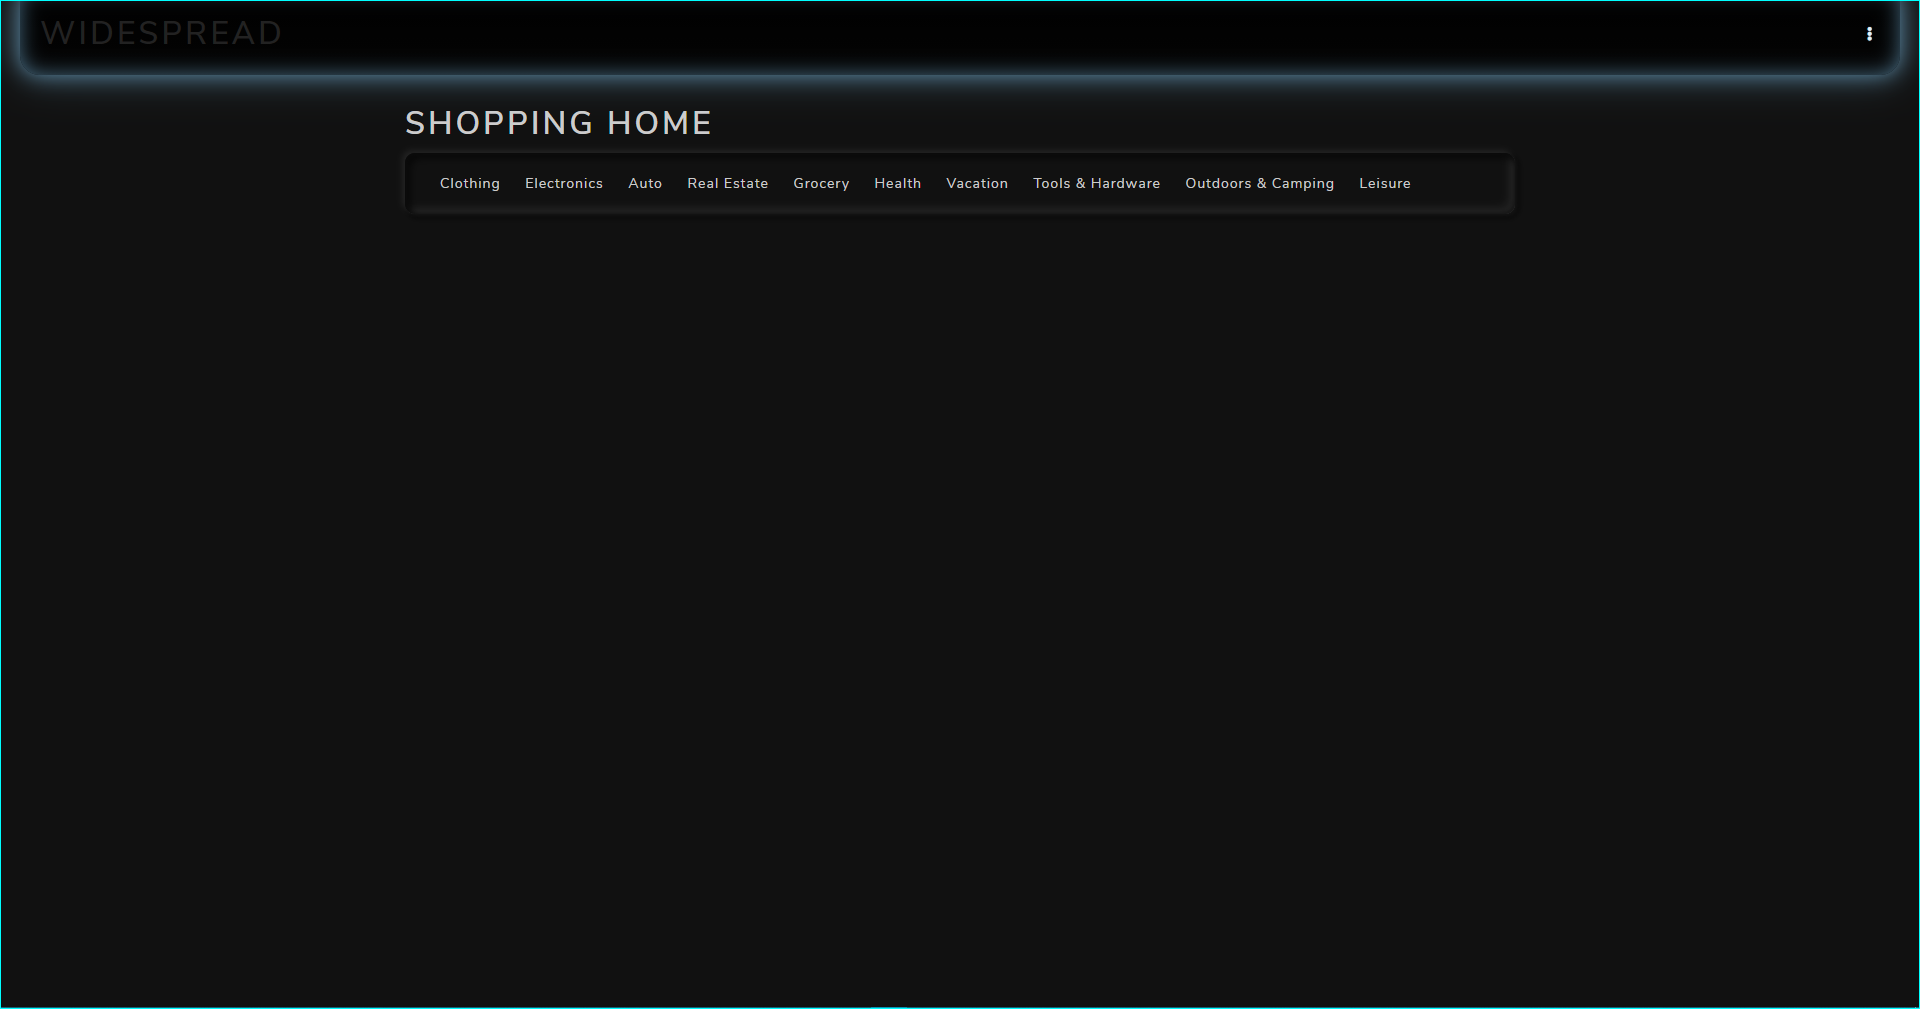 WIDESPREAD
SHOPPING HOME
Clothing Electronics Auto Real Estate Grocery Health Vacation Tools & Hardware Outdoors & Camping Leisure